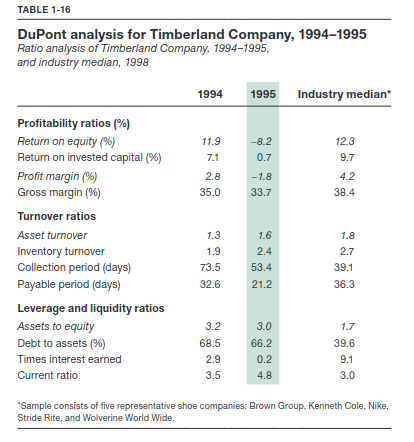 TABLE 1-16
DuPont analysis for Timberland Company, 1994–1995
Ratio analysis of Timberland Company, 1994–1995,
and industry median, 1998
1994 1995 Industry median*
Profitability ratios (%)
Return on equity (%) 11.9 –8.2 12.3
Return on invested capital (%) 7.1 0.7 9.7
Profit margin (%) 2.8 –1.8 4.2
Gross margin (%) 35.0 33.7 38.4
Turnover ratios
Asset turnover 1.3 1.6 1.8
Inventory turnover 1.9 2.4 2.7
Collection period (days) 73.5 53.4 39.1
Payable period (days) 32.6 21.2 36.3
Leverage and liquidity ratios
Assets to equity 3.2 3.0 1.7
Debt to assets (%) 68.5 66.2 39.6
Times interest earned 2.9 0.2 9.1
Current ratio 3.5 4.8 3.0
*Sample consists of five representative shoe companies: Brown Group, Kenneth Cole, Nike,
Stride Rite, and Wolverine World Wide.